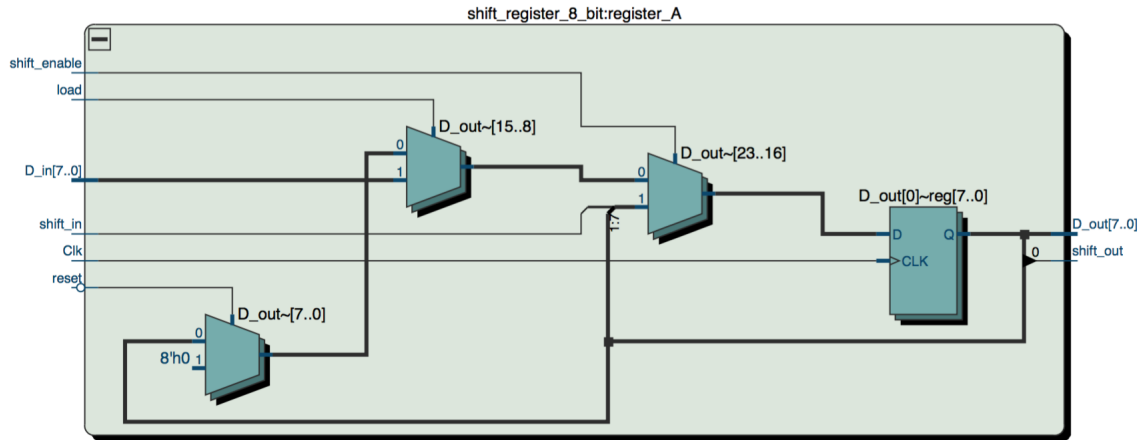 shift_register_8_bit:register_A
shift_enable
load
D_out~[15..8]
0
1
D_in[7..0]
D_out~[23..16]
0
1
1:7
shift_in
Clk
reset
D_out[0]~reg[7..0]
D
Q
CLK
D_out[7..0]
0
shift_out
D_out~[7..0]
0
8'h0
1